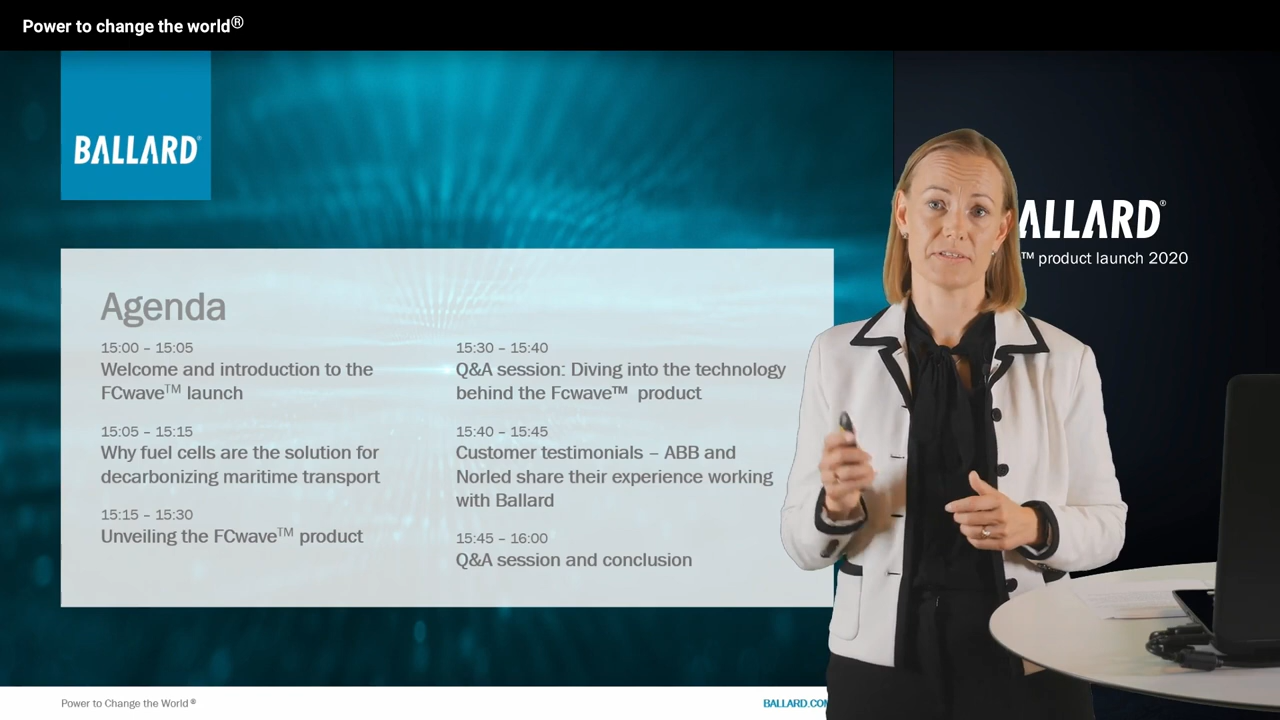 Power to change the world®
BALLARD®
ALLARD®
™ product launch 2020
Agenda
15:00 – 15:05
Welcome and introduction to the
FCwave™ launch
15:05 – 15:15
Why fuel cells are the solution for
decarbonizing maritime transport
15:15 – 15:30
Unveiling the FCwave™ product
15:30 – 15:40
Q&A session: Diving into the technology
behind the Fcwave™ product
15:40 – 15:45
Customer testimonials – ABB and
Norled share their experience working
with Ballard
15:45 – 16:00
Q&A session and conclusion
Power to Change the World ®
BALLARD.COM